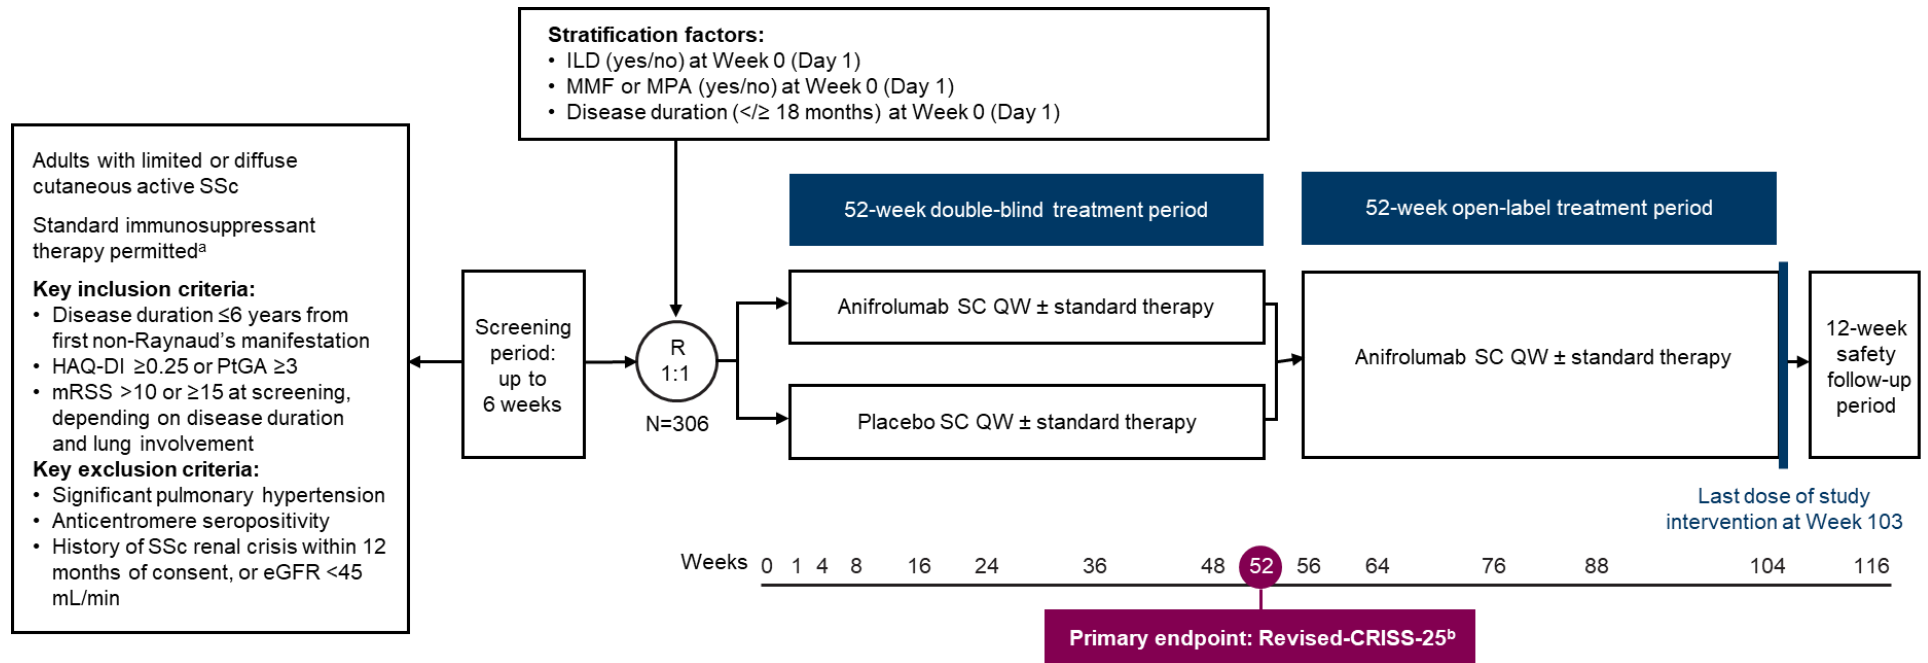 Stratification factors:
• ILD (yes/no) at Week 0 (Day 1)
• MMF or MPA (yes/no) at Week 0 (Day 1)
• Disease duration (</≥ 18 months) at Week 0 (Day 1)
Adults with limited or diffuse
cutaneous active SSc
Standard immunosuppressant
therapy permittedᵃ
Key inclusion criteria:
• Disease duration ≤6 years from
first non-Raynaud’s manifestation
• HAQ-DI ≥0.25 or PtGA ≥3
• mRSS >10 or ≥15 at screening,
depending on disease duration
and lung involvement
Key exclusion criteria:
• Significant pulmonary hypertension
• Anticentromere seropositivity
• History of SSc renal crisis within 12
months of consent, or eGFR <45
mL/min
Screening
period:
up to
6 weeks
R
1:1
N=306
52-week double-blind treatment period
Anifrolumab SC QW ± standard therapy
Placebo SC QW ± standard therapy
52-week open-label treatment period
Anifrolumab SC QW ± standard therapy
12-week
safety
follow-up
period
Last dose of study
intervention at Week 103
Weeks 0 1 4 8 16 24 36 48 52 56 64 76 88 104 116
Primary endpoint: Revised-CRISS-25ᵇ